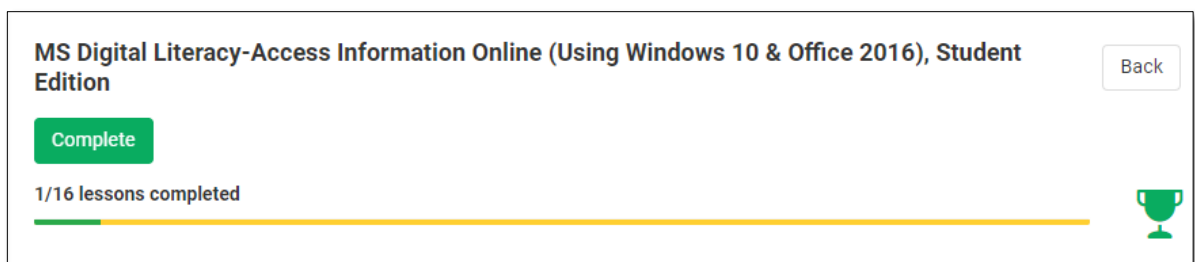 MS Digital Literacy-Access Information Online (Using Windows 10 & Office 2016), Student
Edition
Back
Complete
1/16 lessons completed